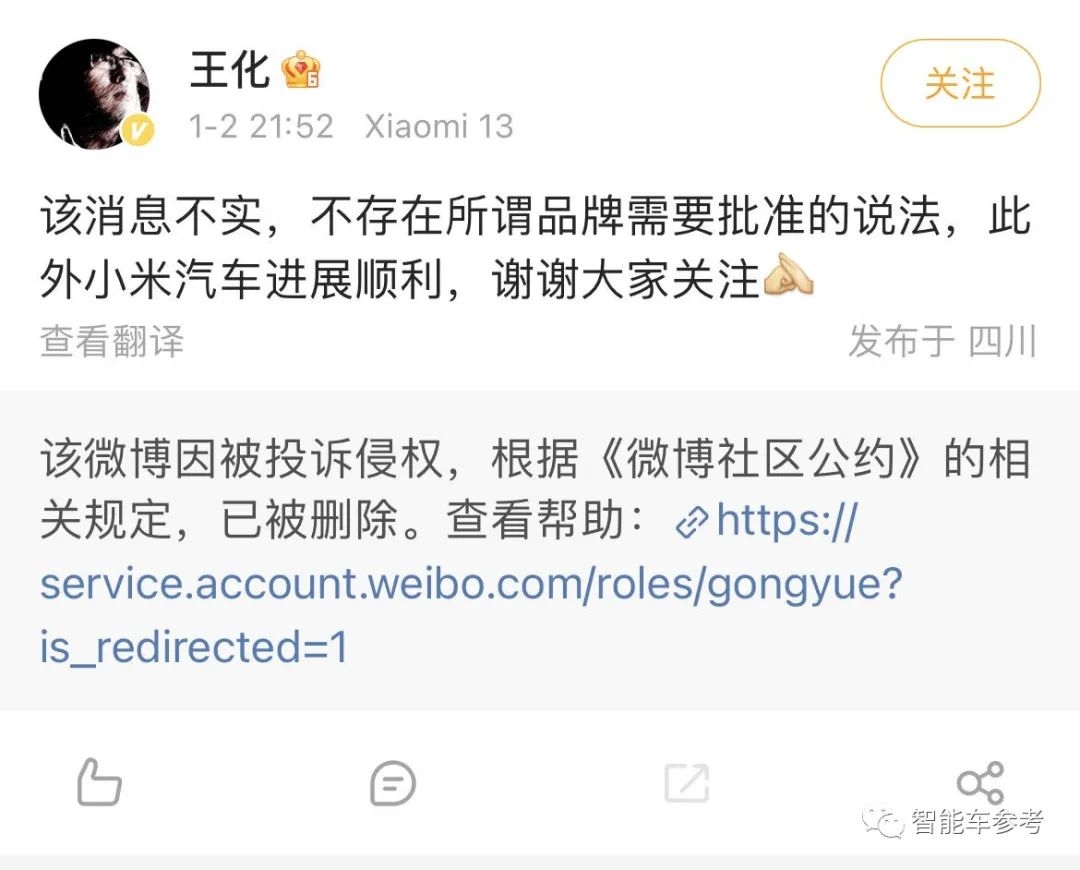 王化
关注
1-2 21:52 Xiaomi 13
该消息不实，不存在所谓品牌需要批准的说法，此
外小米汽车进展顺利，谢谢大家关注
查看翻译
发布于 四川
该微博因被投诉侵权，根据《微博社区公约》的相
关规定，已被删除。查看帮助：https://
service.account.weibo.com/roles/gongyue?
is_redirected=1
智能车参考